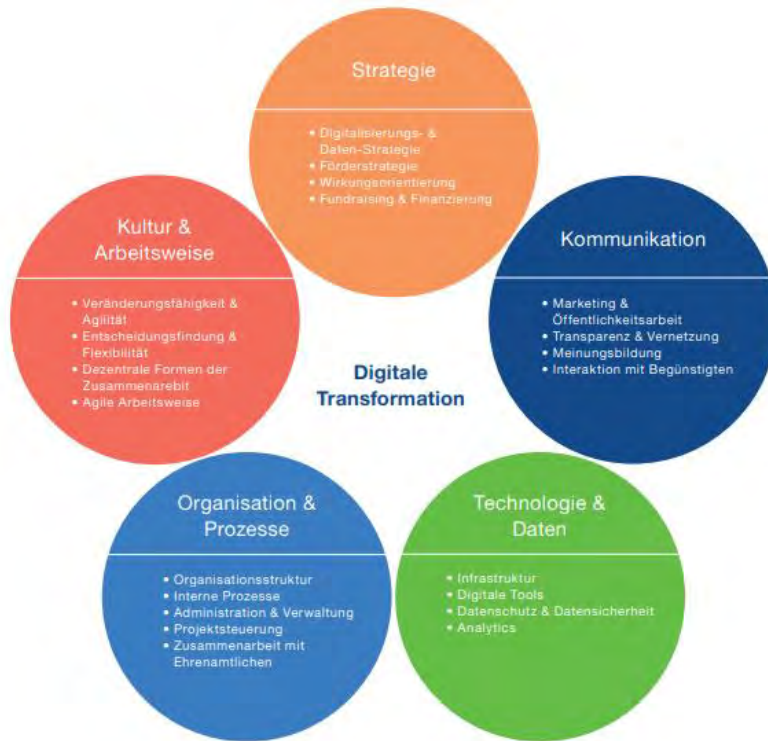 Strategie
• Digitalisierungs- &
Daten-Strategie
• Förderstrategie
• Wirkungsorientierung
• Fundraising & Finanzierung
Kultur &
Arbeitsweise
• Veränderungsfähigkeit &
Agilität
• Entscheidungsfindung &
Flexibilität
• Dezentrale Formen der
Zusammenarebit
• Agile Arbeitsweise
Kommunikation
• Marketing &
Öffentlichkeitsarbeit
• Transparenz & Vernetzung
• Meinungsbildung
• Interaktion mit Begünstigten
Digitale
Transformation
Organisation &
Prozesse
• Organisationsstruktur
• Interne Prozesse
• Administration & Verwaltung
• Projektsteuerung
• Zusammenarbeit mit
Ehrenamtlichen
Technologie &
Daten
• Infrastruktur
• Digitale Tools
• Datenschutz & Datensicherheit
• Analytics